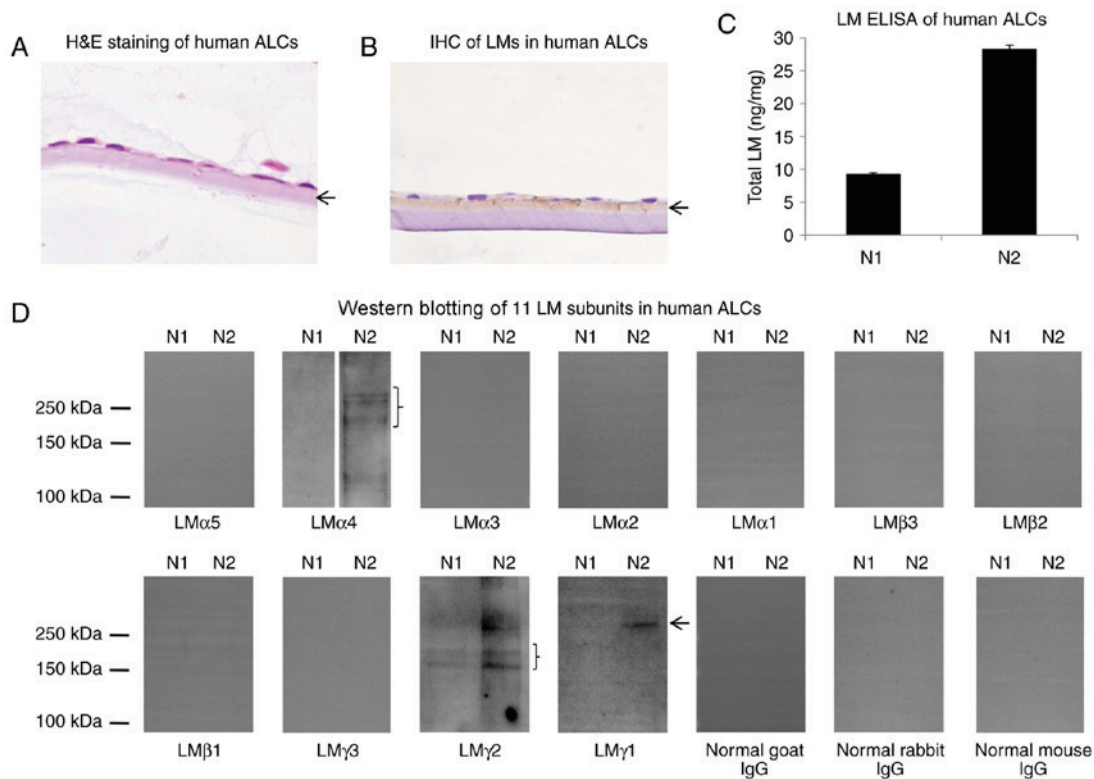 A
H&E staining of human ALCs
B
IHC of LMs in human ALCs
C
LM ELISA of human ALCs
Total LM (ng/mg)
30
25
20
15
10
5
0
N1 N2
D
Western blotting of 11 LM subunits in human ALCs
N1 N2 N1 N2 N1 N2 N1 N2 N1 N2 N1 N2 N1 N2
250 kDa
150 kDa
100 kDa
LMα5 LMα4 LMα3 LMα2 LMα1 LMβ3 LMβ2
N1 N2 N1 N2 N1 N2 N1 N2 N1 N2 N1 N2 N1 N2
250 kDa
150 kDa
100 kDa
LMβ1 LMγ3 LMγ2 LMγ1 Normal goat Normal rabbit Normal mouse
IgG IgG IgG